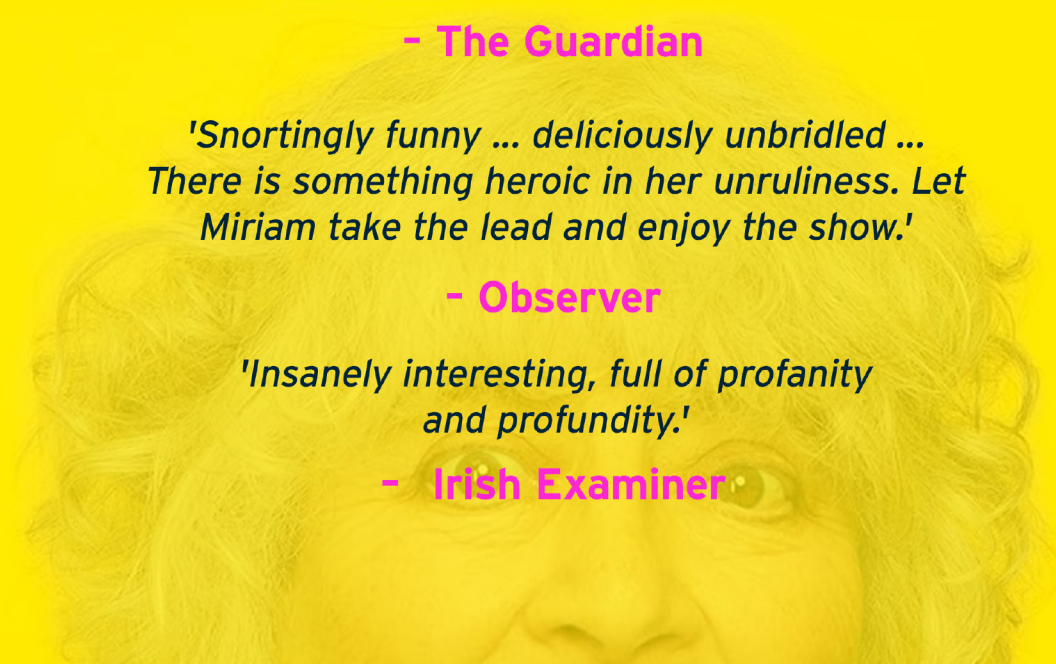 – The Guardian
'Snortingly funny ... deliciously unbridled ...
There is something heroic in her unruliness. Let
Miriam take the lead and enjoy the show.'
– Observer
'Insanely interesting, full of profanity
and profundity.'
– Irish Examiner